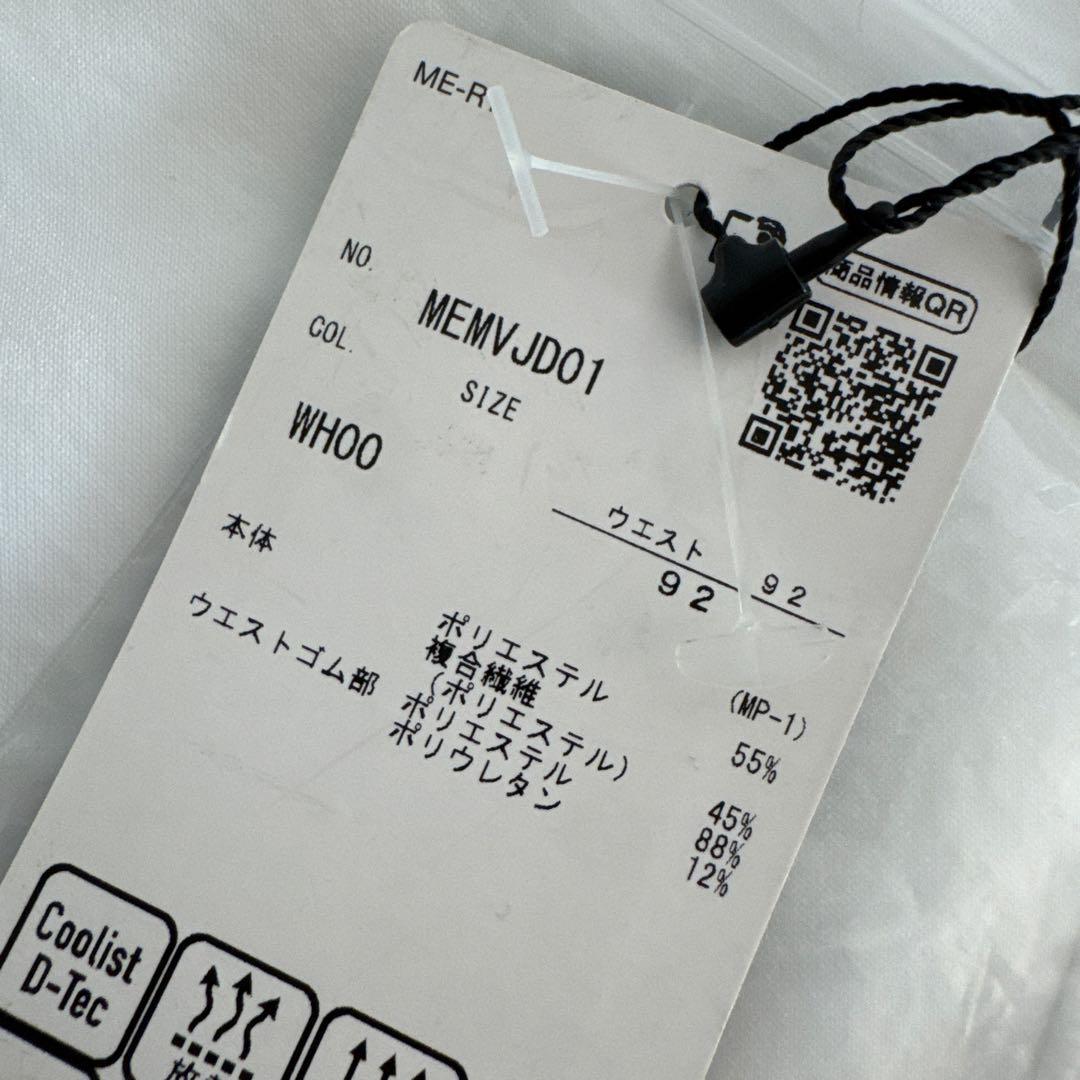 ME-R
商品情報QR
NO.
MEMVJD01
COL.
SIZE
WH00
ウエスト 92
92
本体
ポリエステル 55%
複合繊維
(ポリエステル) 45%
ウエストゴム部
ポリエステル 88%
ポリウレタン 12%
(MP-1)
Coolist
D-Tec